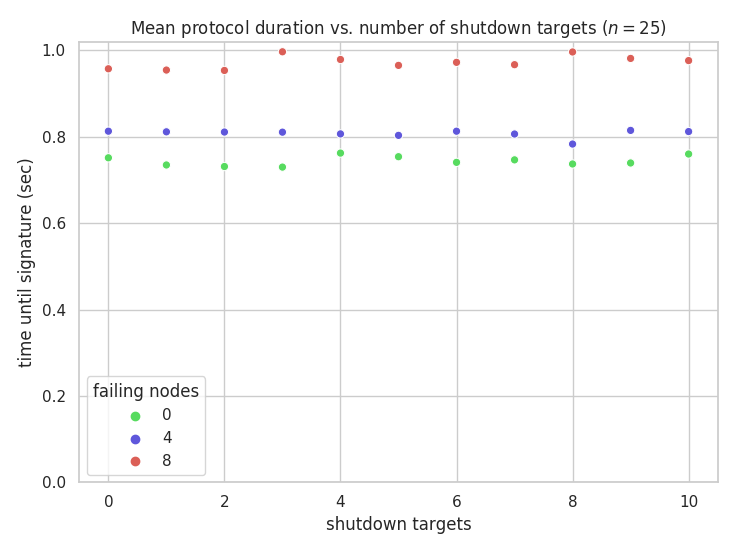 Mean protocol duration vs. number of shutdown targets (n = 25)
1.0
0.8
0.6
0.4
0.2
0.0
time until signature (sec)
failing nodes
0
4
8
0 2 4 6 8 10
shutdown targets